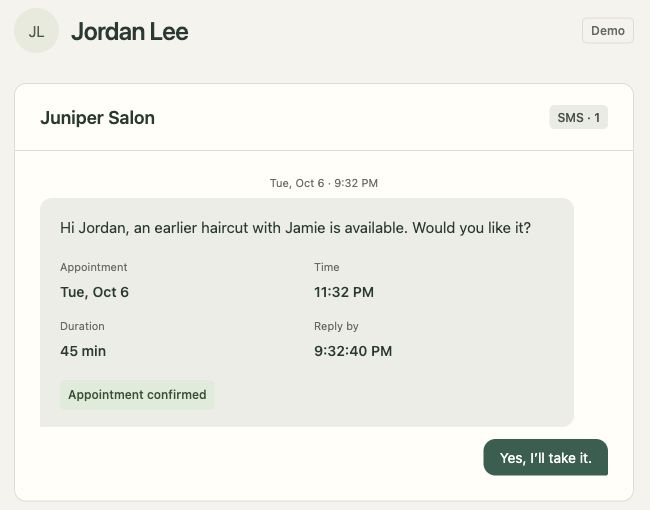 JL
Jordan Lee
Demo
Juniper Salon
SMS · 1
Tue, Oct 6 · 9:32 PM
Hi Jordan, an earlier haircut with Jamie is available. Would you like it?
Appointment
Time
Tue, Oct 6
11:32 PM
Duration
Reply by
45 min
9:32:40 PM
Appointment confirmed
Yes, I’ll take it.